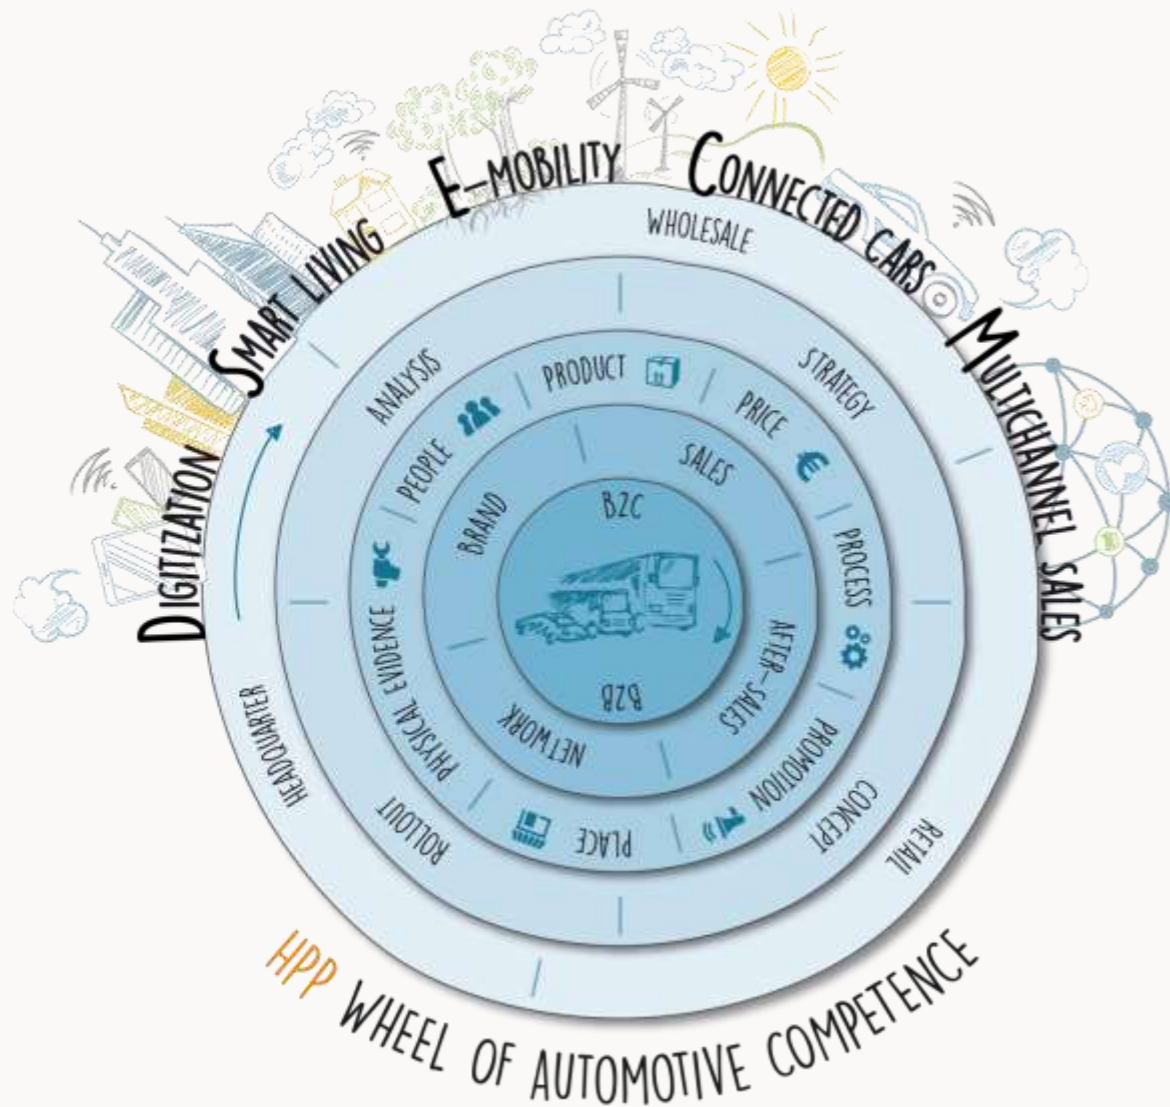 DIGITIZATION
SMART LIVING
E-MOBILITY
CONNECTED CARS
MULTICHANNEL SALES
WHOLESALE
RETAIL
HEADQUARTER
ANALYSIS
STRATEGY
CONCEPT
ROLLOUT
PRODUCT
PRICE
PROCESS
PROMOTION
PLACE
PHYSICAL EVIDENCE
PEOPLE
BRAND
SALES
AFTER-SALES
NETWORK
B2C
B2B
HPP WHEEL OF AUTOMOTIVE COMPETENCE